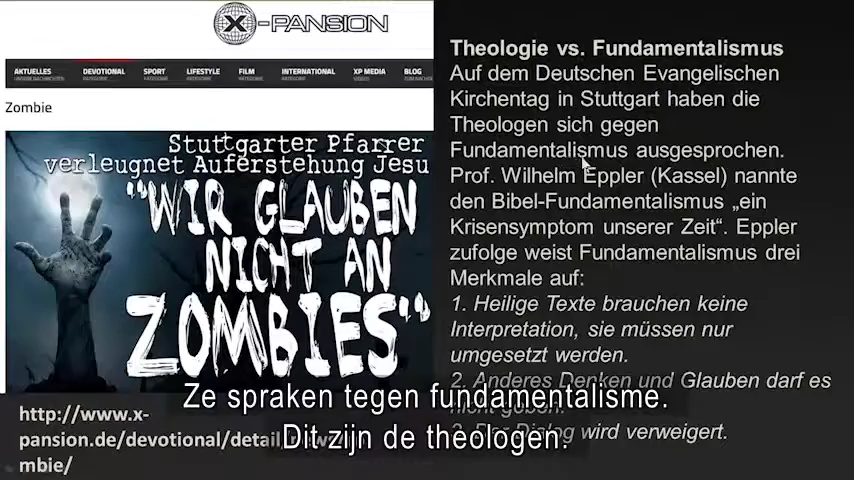 X-PANSION
AKTUELLES DEVOTIONAL SPORT LIFESTYLE FILM INTERNATIONAL XP MEDIA BLOG
Zombie
Stuttgarter Pfarrer
verleugnet Auferstehung Jesu
"WIR GLAUBEN
NICHT AN
ZOMBIES"
http://www.x-
pansion.de/devotional/detail/
mbie/
Theologie vs. Fundamentalismus
Auf dem Deutschen Evangelischen
Kirchentag in Stuttgart haben die
Theologen sich gegen
Fundamentalismus ausgesprochen.
Prof. Wilhelm Eppler (Kassel) nannte
den Bibel-Fundamentalismus „ein
Krisensymptom unserer Zeit“. Eppler
zufolge weist Fundamentalismus drei
Merkmale auf:
1. Heilige Texte brauchen keine
Interpretation, sie müssen nur
umgesetzt werden.
2. Anderes Denken und Glauben darf es
nicht geben.
3. Der Dialog wird verweigert.
Ze spraken tegen fundamentalisme.
Dit zijn de theologen.